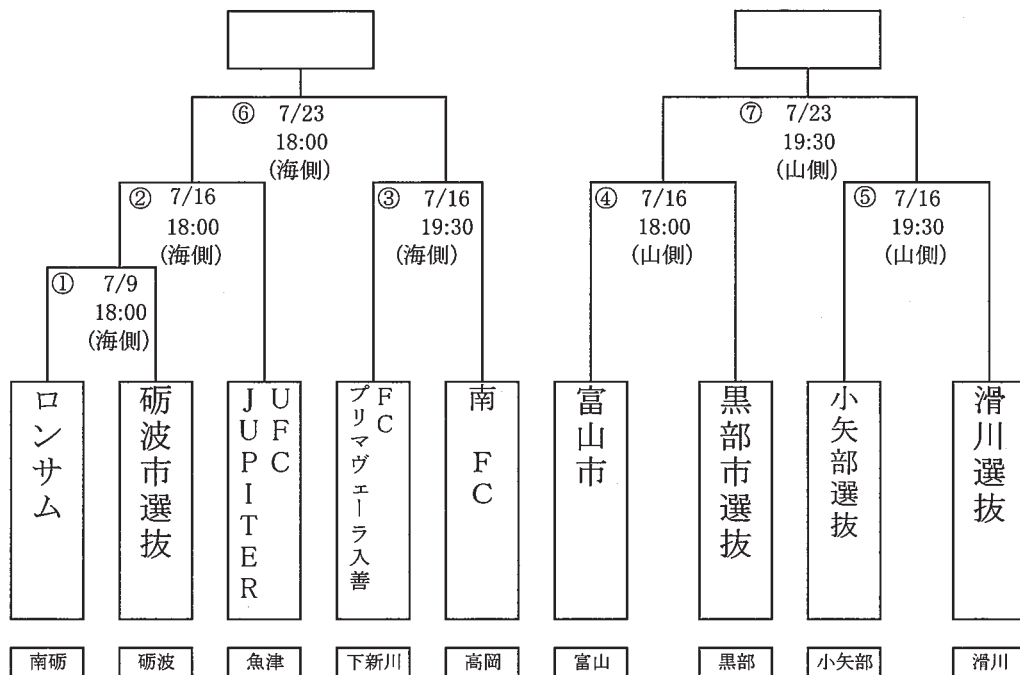 ⑥ 7/23
18:00
(海側)
⑦ 7/23
19:30
(山側)
② 7/16
18:00
(海側)
③ 7/16
19:30
(海側)
④ 7/16
18:00
(山側)
⑤ 7/16
19:30
(山側)
① 7/9
18:00
(海側)
ロンサム
砺波市選抜
UFC
JUPITER
FC
プリマヴェーラ入善
南 FC
富山市
黒部市選抜
小矢部選抜
滑川選抜
南砺
砺波
魚津
下新川
高岡
富山
黒部
小矢部
滑川